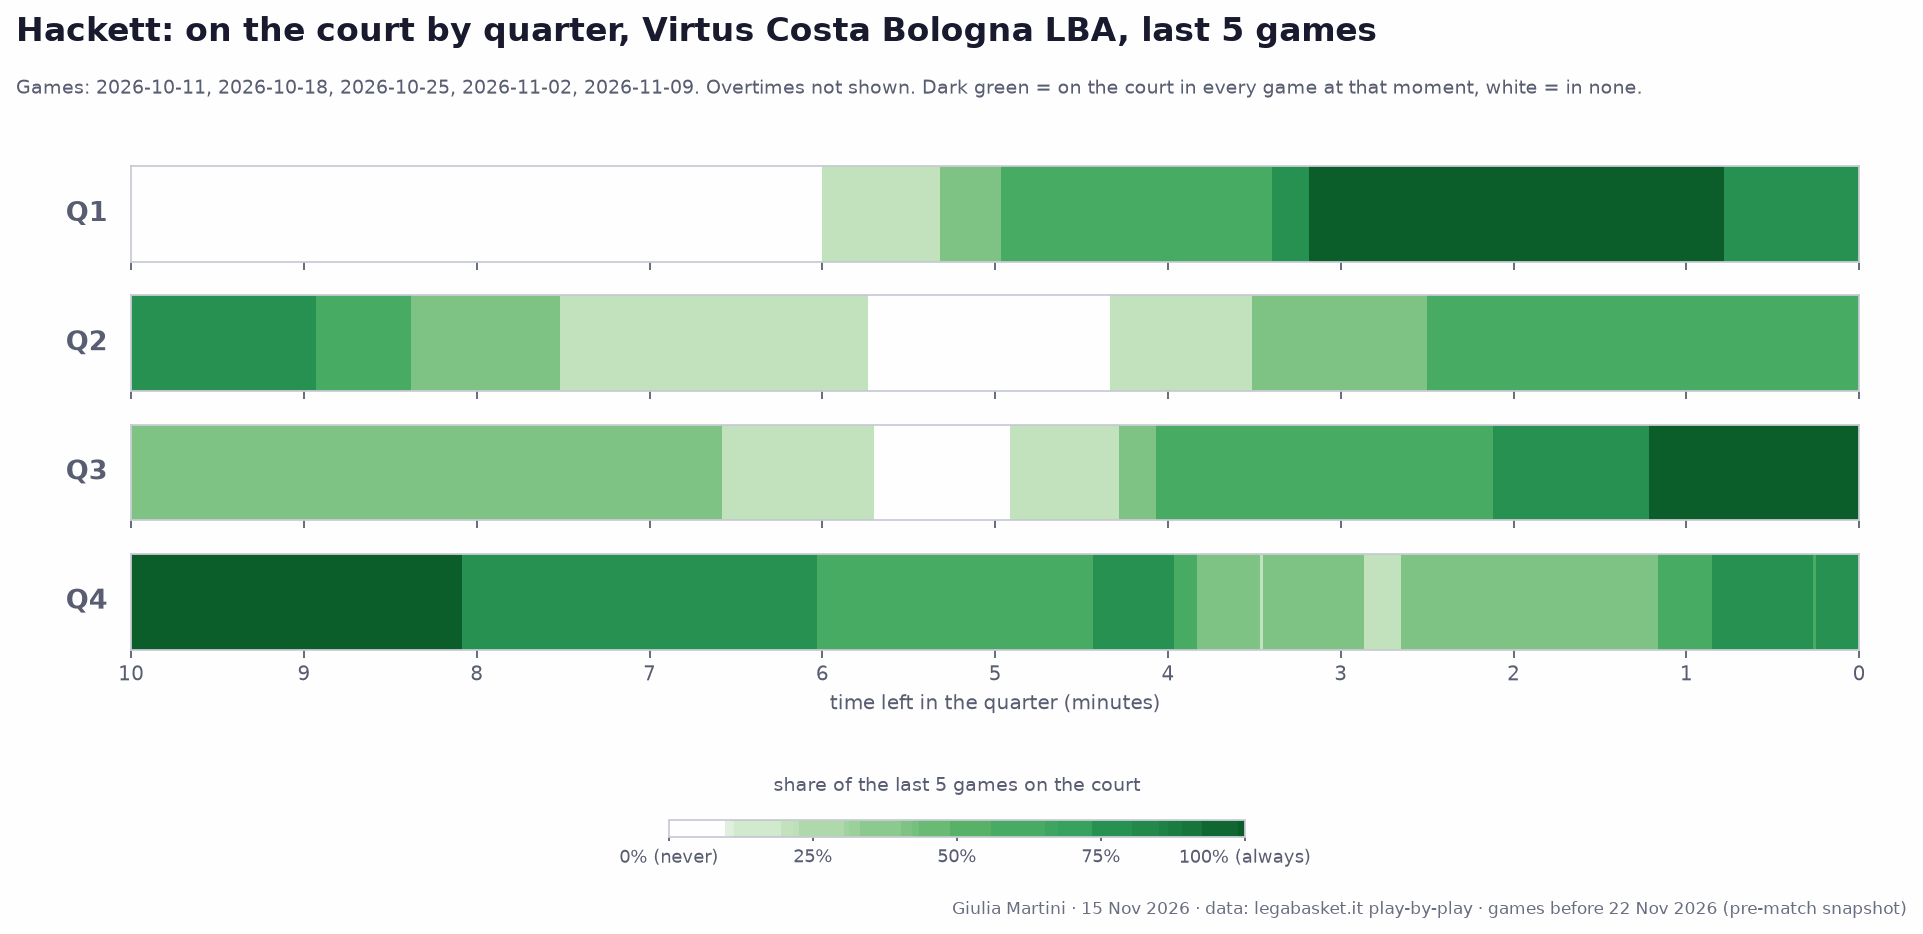 Hackett: on the court by quarter, Virtus Costa Bologna LBA, last 5 games
Games: 2026-10-11, 2026-10-18, 2026-10-25, 2026-11-02, 2026-11-09. Overtimes not shown. Dark green = on the court in every game at that moment, white = in none.
Q1
Q2
Q3
Q4
10 9 8 7 6 5 4 3 2 1 0
time left in the quarter (minutes)
share of the last 5 games on the court
0% (never) 25% 50% 75% 100% (always)
Giulia Martini · 15 Nov 2026 · data: legabasket.it play-by-play · games before 22 Nov 2026 (pre-match snapshot)